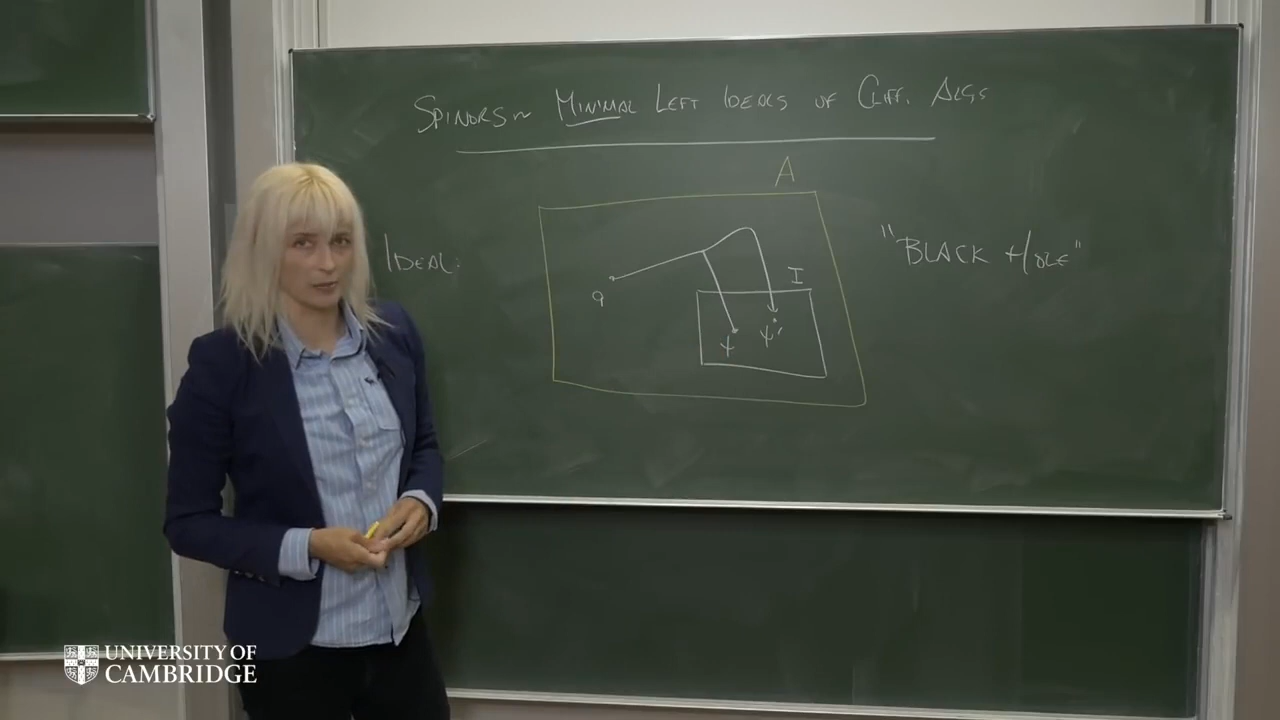 SPINORS ~ MINIMAL LEFT IDEALS OF CLIFF. ALGS
A
IDEAL:
"BLACK HOLE"
I
a
ψ
ψ'
UNIVERSITY OF
CAMBRIDGE